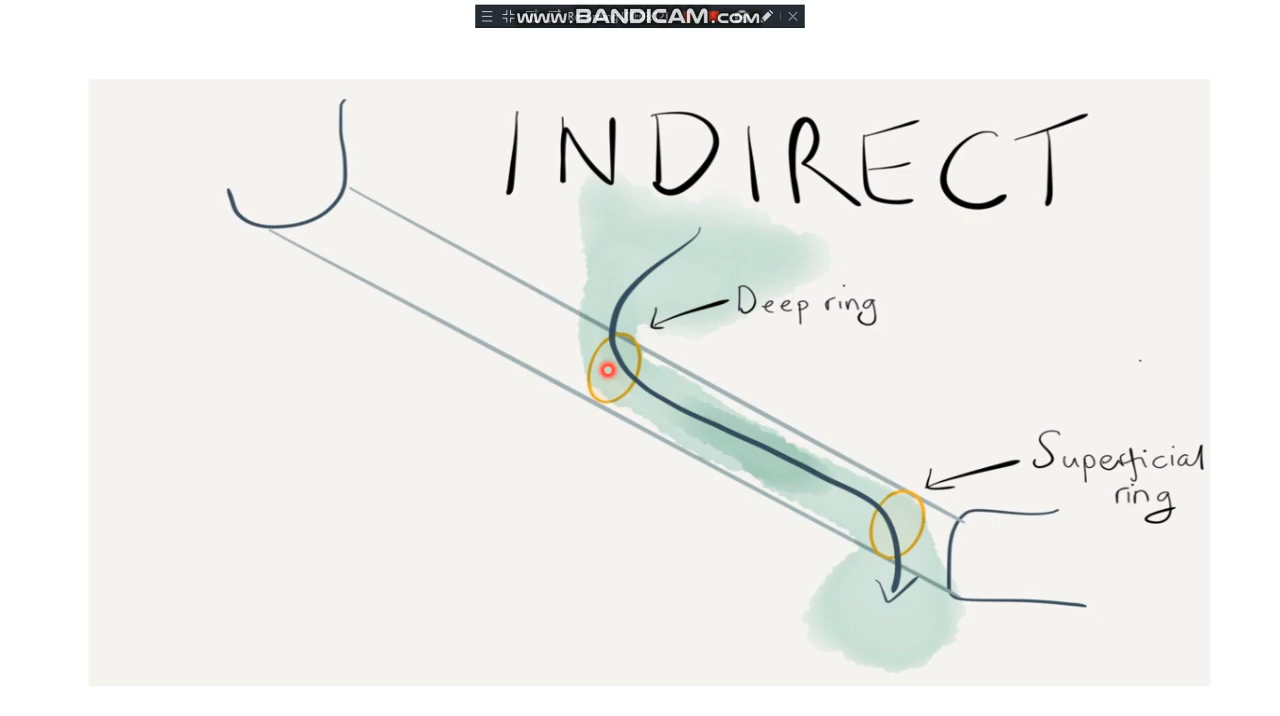 www.BANDICAM.com
INDIRECT
Deep ring
Superficial
ring